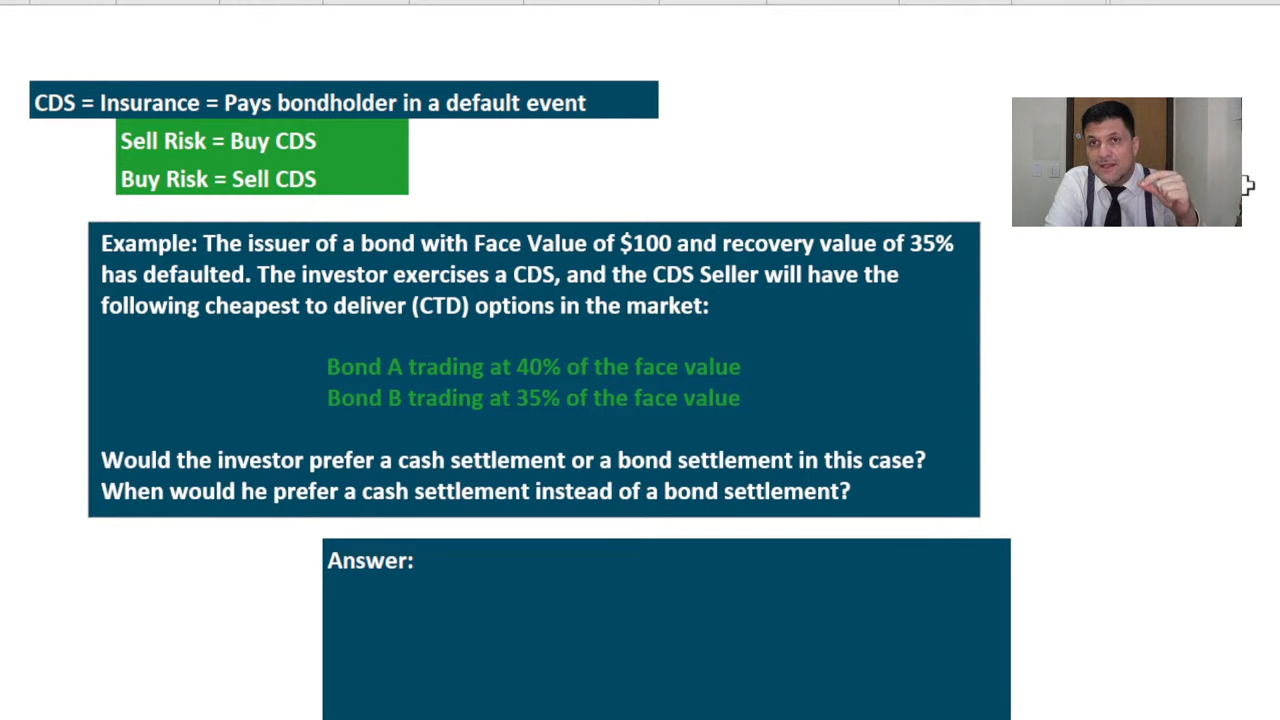 CDS = Insurance = Pays bondholder in a default event
Sell Risk = Buy CDS
Buy Risk = Sell CDS
Example: The issuer of a bond with Face Value of $100 and recovery value of 35%
has defaulted. The investor exercises a CDS, and the CDS Seller will have the
following cheapest to deliver (CTD) options in the market:
Bond A trading at 40% of the face value
Bond B trading at 35% of the face value
Would the investor prefer a cash settlement or a bond settlement in this case?
When would he prefer a cash settlement instead of a bond settlement?
Answer: